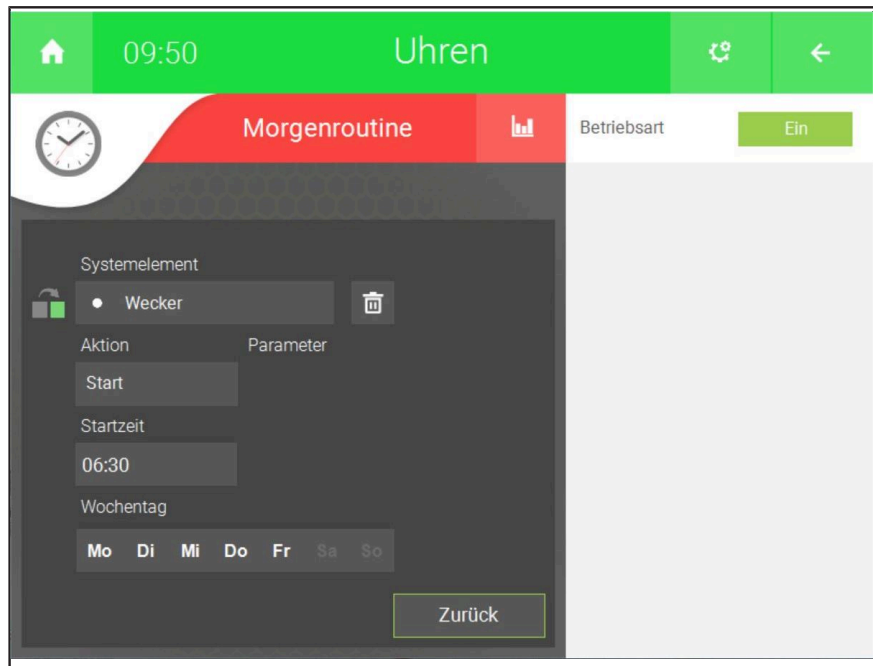 09:50 Uhren
Morgenroutine
Betriebsart Ein
Systemelement
Wecker
Aktion Parameter
Start
Startzeit
06:30
Wochentag
Mo Di Mi Do Fr Sa So
Zurück